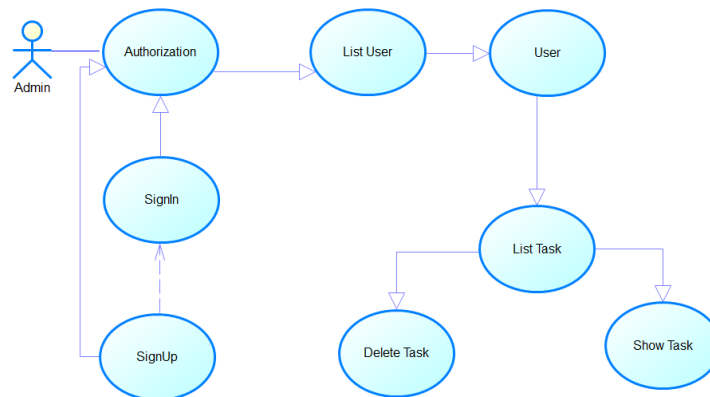 Authorization
List User
User
Admin
SignIn
List Task
Delete Task
Show Task
SignUp